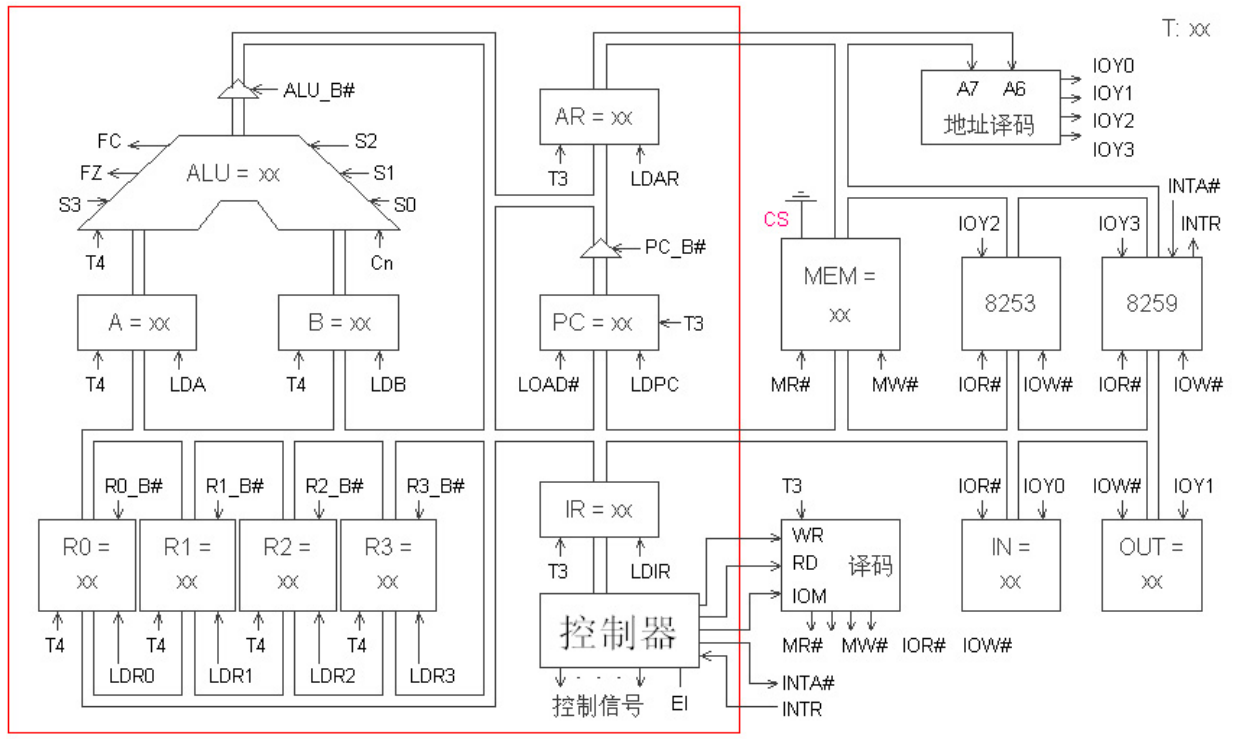 T: xx
ALU_B#
AR = xx
A7 A6
地址译码
IOY0
IOY1
IOY2
IOY3
FC
FZ
S3
ALU = xx
S2
S1
S0
T4
Cn
T3
LDAR
CS
INTA#
INTR
IOY2
IOY3
PC_B#
MEM =
xx
8253
8259
A = xx
B = xx
PC = xx
T3
T4
LDA
T4
LDB
LOAD#
LDPC
MR#
MW#
IOR#
IOW#
IOR#
IOW#
R0_B#
R1_B#
R2_B#
R3_B#
T3
IOR#
IOY0
IOW#
IOY1
R0 =
xx
R1 =
xx
R2 =
xx
R3 =
xx
IR = xx
WR
RD
IOM
译码
IN =
xx
OUT =
xx
T3
LDIR
T4
LDR0
T4
LDR1
T4
LDR2
T4
LDR3
控制器
MR# MW# IOR# IOW#
INTA#
INTR
· · ·
控制信号
EI